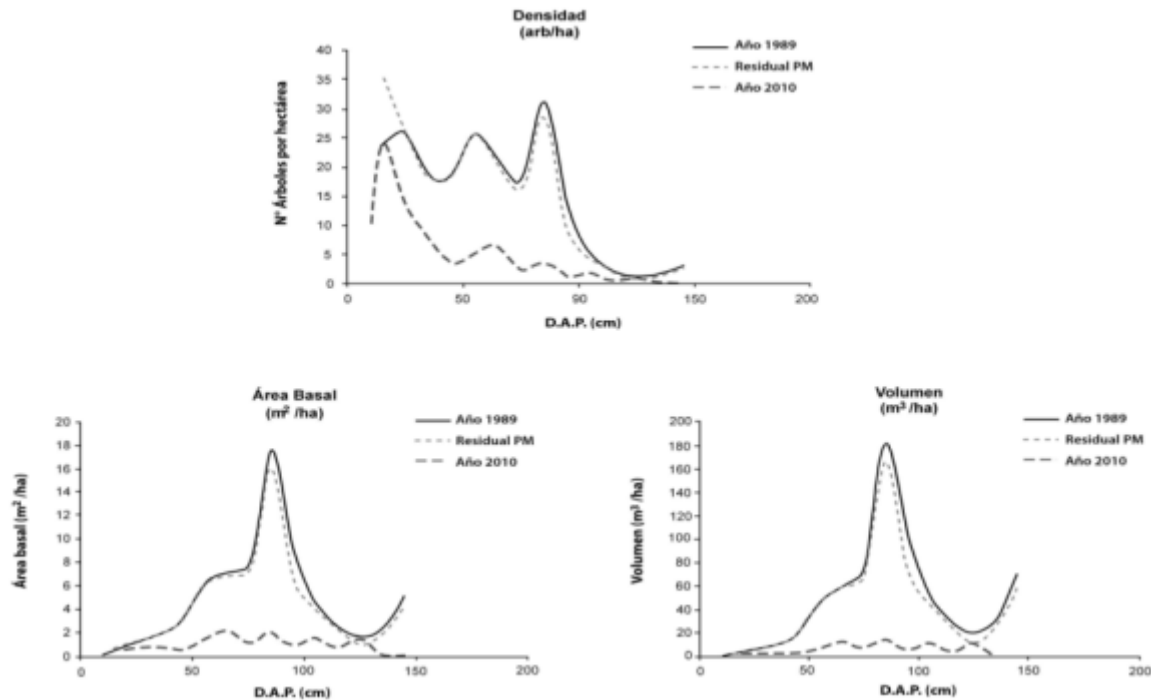 Densidad
(arb/ha)
Año 1989
Residual PM
Año 2010
N° Árboles por hectárea
40
35
30
25
20
15
10
5
0
0 50 90 150 200
D.A.P. (cm)
Área Basal
(m² /ha)
Año 1989
Residual PM
Año 2010
Área basal (m² /ha)
20
18
16
14
12
10
8
6
4
2
0
0 50 100 150 200
D.A.P. (cm)
Volumen
(m³ /ha)
Año 1989
Residual PM
Año 2010
Volumen (m³ /ha)
200
180
160
140
120
100
80
60
40
20
0
0 50 100 150 200
D.A.P. (cm)